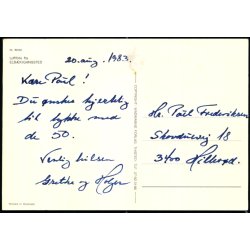 20. aug. 1983.
Kære Poul!
Du ønskes hjertelig
til lykke med
de 50.
Venlig hilsen
Grethe og Holger
Hr. Poul Frederiksen
18
3400 Hillerød.